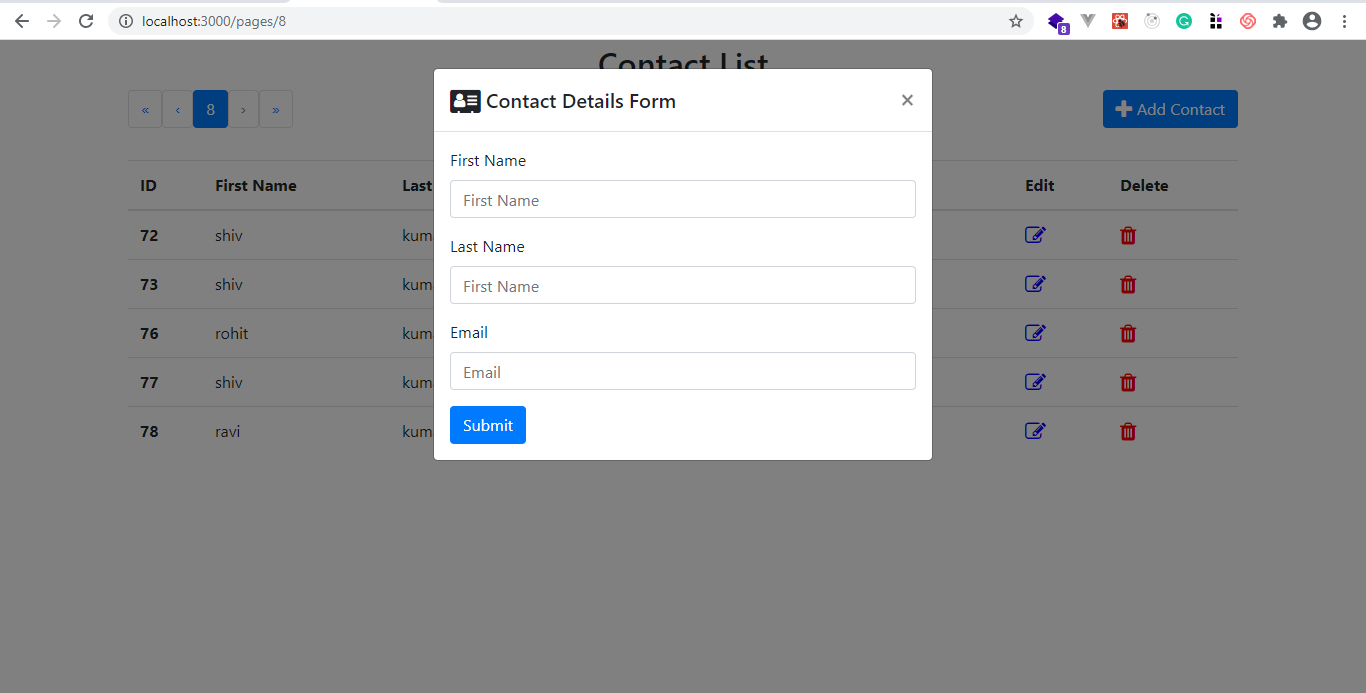 localhost:3000/pages/8
8
Contact List
« ‹ 8 › »
Add Contact
Contact Details Form ×
First Name
First Name
Last Name
First Name
Email
Email
Submit
ID First Name Last Edit Delete
72 shiv kum
73 shiv kum
76 rohit kum
77 shiv kum
78 ravi kum